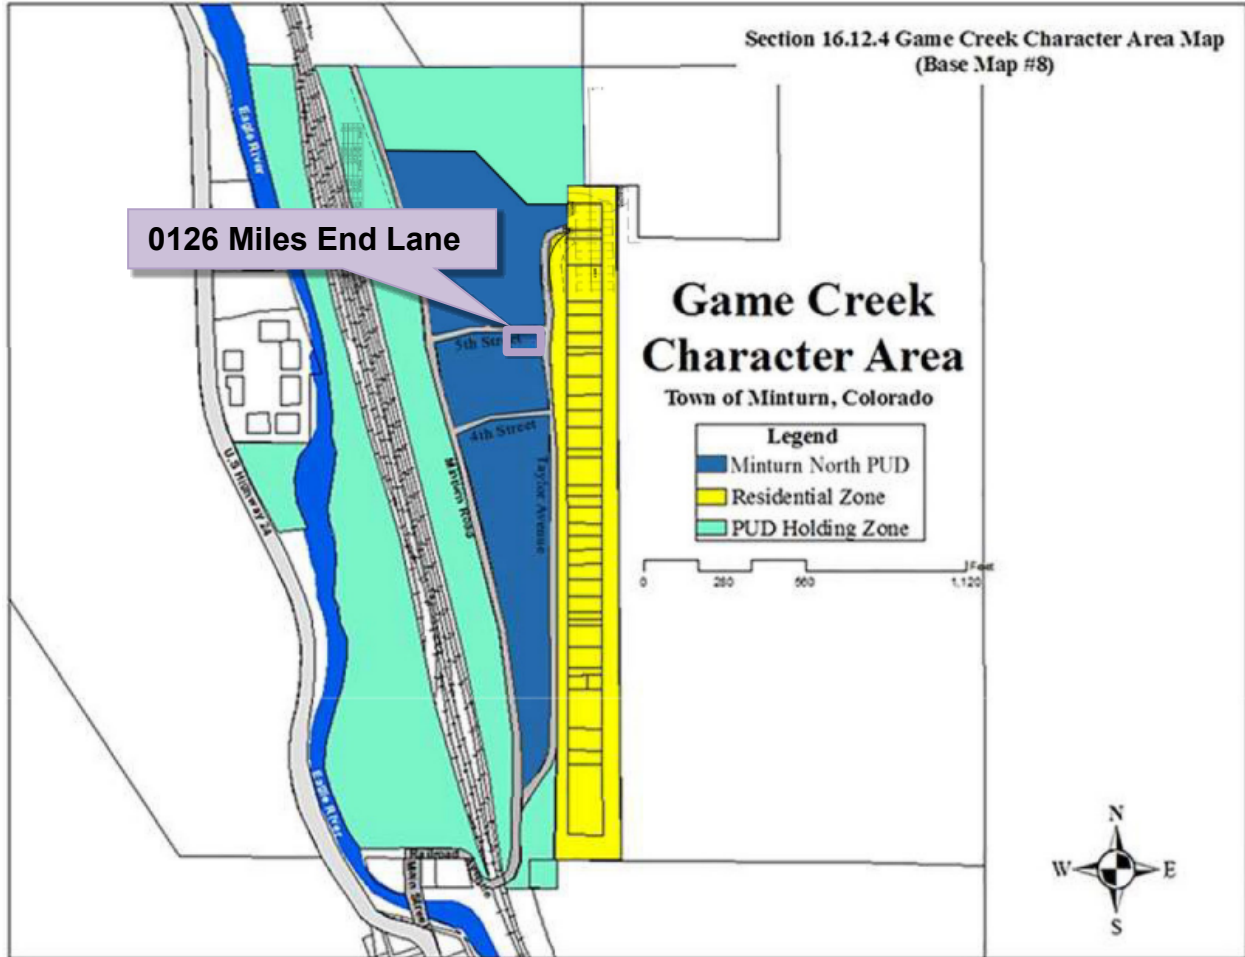 Section 16.12.4 Game Creek Character Area Map
(Base Map #8)
Eagle River
0126 Miles End Lane
Game Creek
Character Area
Town of Minturn, Colorado
5th Street
4th Street
Legend
Minturn North PUD
Residential Zone
PUD Holding Zone
U.S Highway 24
Minturn Road
Taylor Avenue
Feet
0 280 560 1,120
Eagle River
Railroad Avenue
Main Street
N
W E
S